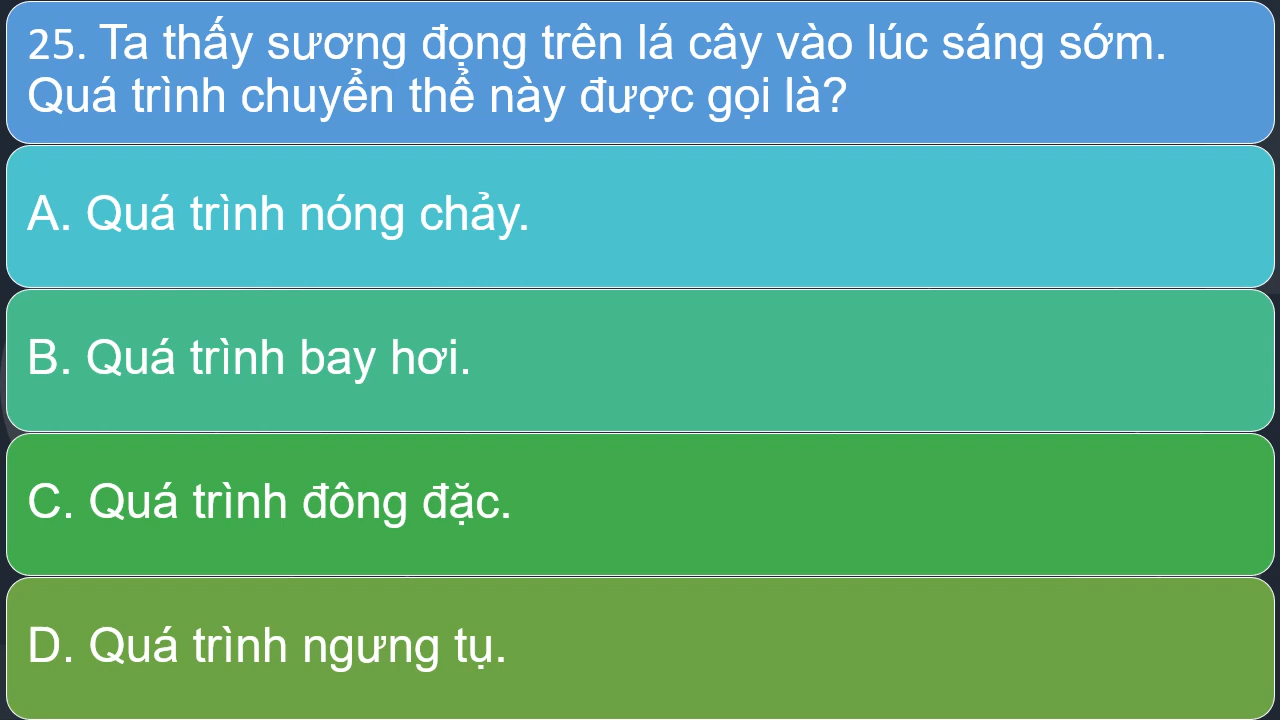 25. Ta thấy sương đọng trên lá cây vào lúc sáng sớm.
Quá trình chuyển thể này được gọi là?
A. Quá trình nóng chảy.
B. Quá trình bay hơi.
C. Quá trình đông đặc.
D. Quá trình ngưng tụ.